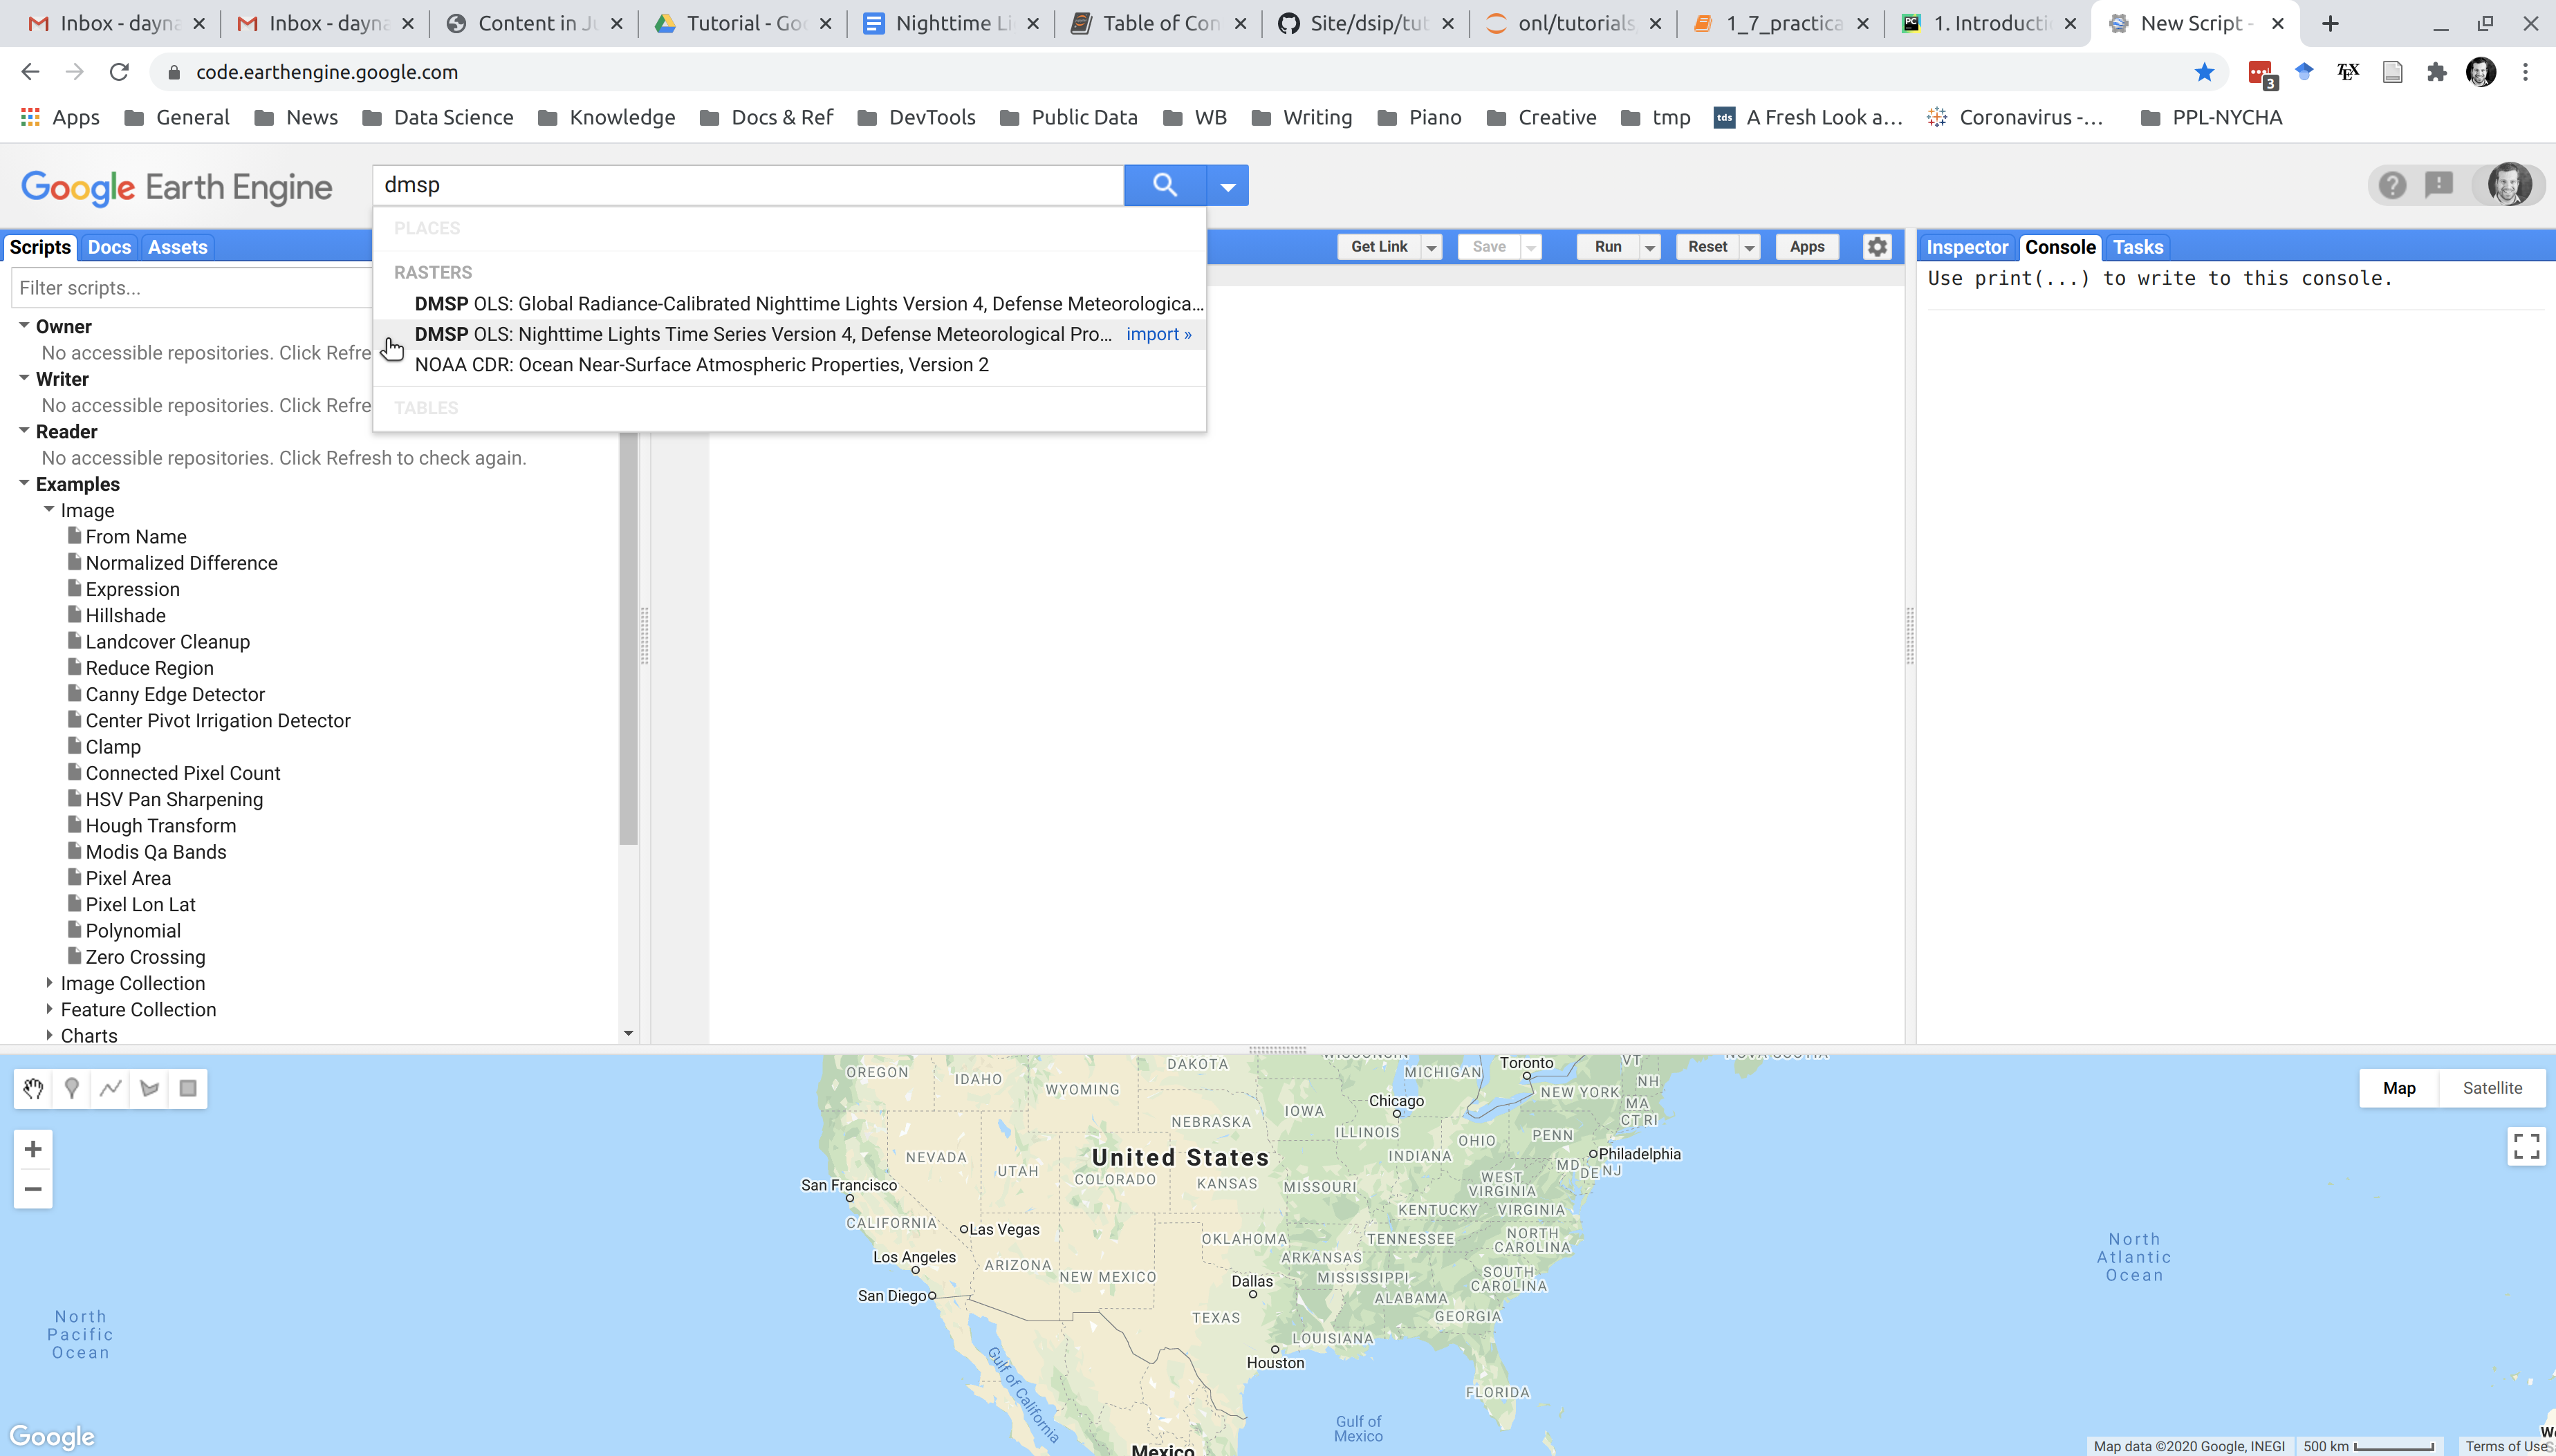 Inbox - dayna
Inbox - dayna
Content in Ju
Tutorial - Goo
Nighttime Li
Table of Con
Site/dsip/tut
onl/tutorials
1_7_practica
1. Introducti
New Script -
code.earthengine.google.com
3
TEX
Apps
General
News
Data Science
Knowledge
Docs & Ref
DevTools
Public Data
WB
Writing
Piano
Creative
tmp
tds
A Fresh Look a...
Coronavirus -...
PPL-NYCHA
Google Earth Engine
dmsp
PLACES
RASTERS
DMSP OLS: Global Radiance-Calibrated Nighttime Lights Version 4, Defense Meteorologica...
DMSP OLS: Nighttime Lights Time Series Version 4, Defense Meteorological Pro... import »
NOAA CDR: Ocean Near-Surface Atmospheric Properties, Version 2
TABLES
Scripts Docs Assets
Get Link
Save
Run
Reset
Apps
Inspector Console Tasks
Use print(...) to write to this console.
Filter scripts...
Owner
No accessible repositories. Click Refre
Writer
No accessible repositories. Click Refre
Reader
No accessible repositories. Click Refresh to check again.
Examples
Image
From Name
Normalized Difference
Expression
Hillshade
Landcover Cleanup
Reduce Region
Canny Edge Detector
Center Pivot Irrigation Detector
Clamp
Connected Pixel Count
HSV Pan Sharpening
Hough Transform
Modis Qa Bands
Pixel Area
Pixel Lon Lat
Polynomial
Zero Crossing
Image Collection
Feature Collection
Charts
Map Satellite
OREGON
IDAHO
WYOMING
DAKOTA
WISCONSIN
MICHIGAN
Toronto
VT
NH
NOVA SCOTIA
NEW YORK
MA
CT RI
Chicago
IOWA
NEBRASKA
ILLINOIS
OHIO
PENN
NEVADA
UTAH
United States
COLORADO
KANSAS
MISSOURI
INDIANA
WEST
VIRGINIA
MD
DE NJ
Philadelphia
San Francisco
CALIFORNIA
Las Vegas
KENTUCKY
VIRGINIA
Los Angeles
ARIZONA
NEW MEXICO
OKLAHOMA
ARKANSAS
TENNESSEE
NORTH
CAROLINA
San Diego
Dallas
MISSISSIPPI
SOUTH
CAROLINA
ALABAMA
TEXAS
GEORGIA
LOUISIANA
Houston
FLORIDA
Gulf of California
Gulf of
Mexico
Mexico
North
Pacific
Ocean
North
Atlantic
Ocean
Google
Map data ©2020 Google, INEGI
500 km
Terms of Use